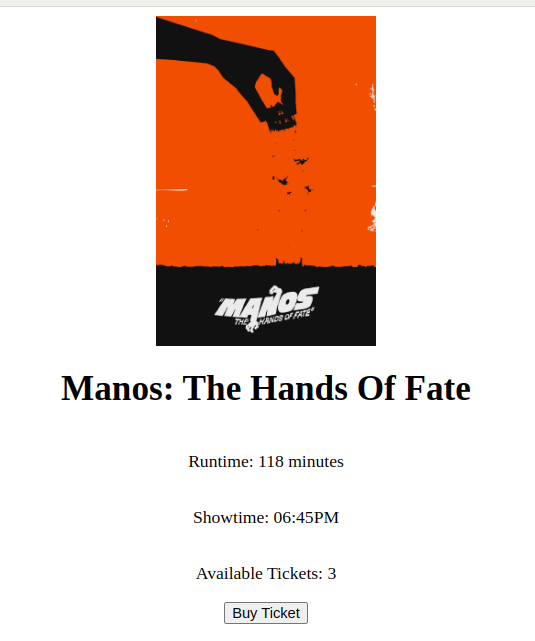 "MANOS
THE HANDS OF FATE"
Manos: The Hands Of Fate
Runtime: 118 minutes
Showtime: 06:45PM
Available Tickets: 3
Buy Ticket